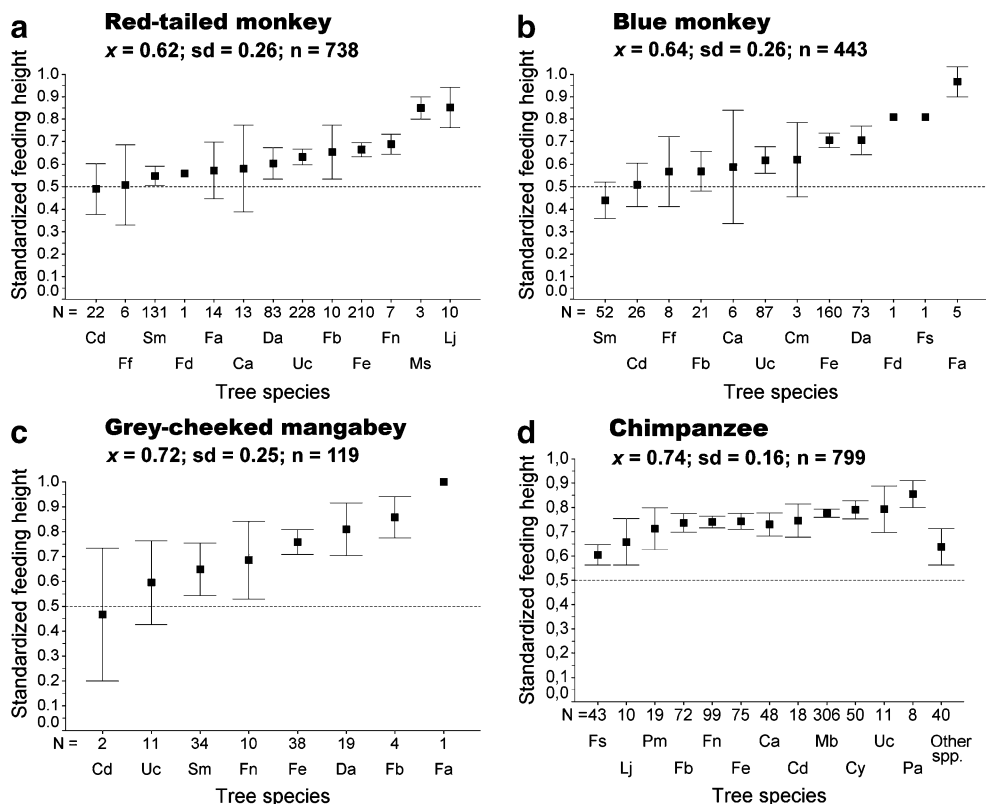 a Red-tailed monkey
x = 0.62; sd = 0.26; n = 738
Standardized feeding height
1.0
0.9
0.8
0.7
0.6
0.5
0.4
0.3
0.2
0.1
0.0
N = 22 6 131 1 14 13 83 228 10 210 7 3 10
Cd Sm Fa Da Fb Fn Lj
Ff Fd Ca Uc Fe Ms
Tree species
b Blue monkey
x = 0.64; sd = 0.26; n = 443
Standardized feeding height
1.0
0.9
0.8
0.7
0.6
0.5
0.4
0.3
0.2
0.1
0.0
N = 52 26 8 21 6 87 3 160 73 1 1 5
Sm Ff Ca Cm Da Fs
Cd Fb Uc Fe Fd Fa
Tree species
c Grey-cheeked mangabey
x = 0.72; sd = 0.25; n = 119
Standardized feeding height
1.0
0.9
0.8
0.7
0.6
0.5
0.4
0.3
0.2
0.1
0.0
N = 2 11 34 10 38 19 4 1
Cd Sm Fe Fb
Uc Fn Da Fa
Tree species
d Chimpanzee
x = 0.74; sd = 0.16; n = 799
Standardized feeding height
1,0
0,9
0,8
0,7
0,6
0,5
0,4
0,3
0,2
0,1
0,0
N =43 10 19 72 99 75 48 18 306 50 11 8 40
Fs Pm Fn Ca Mb Uc Other
spp.
Lj Fb Fe Cd Cy Pa
Tree species